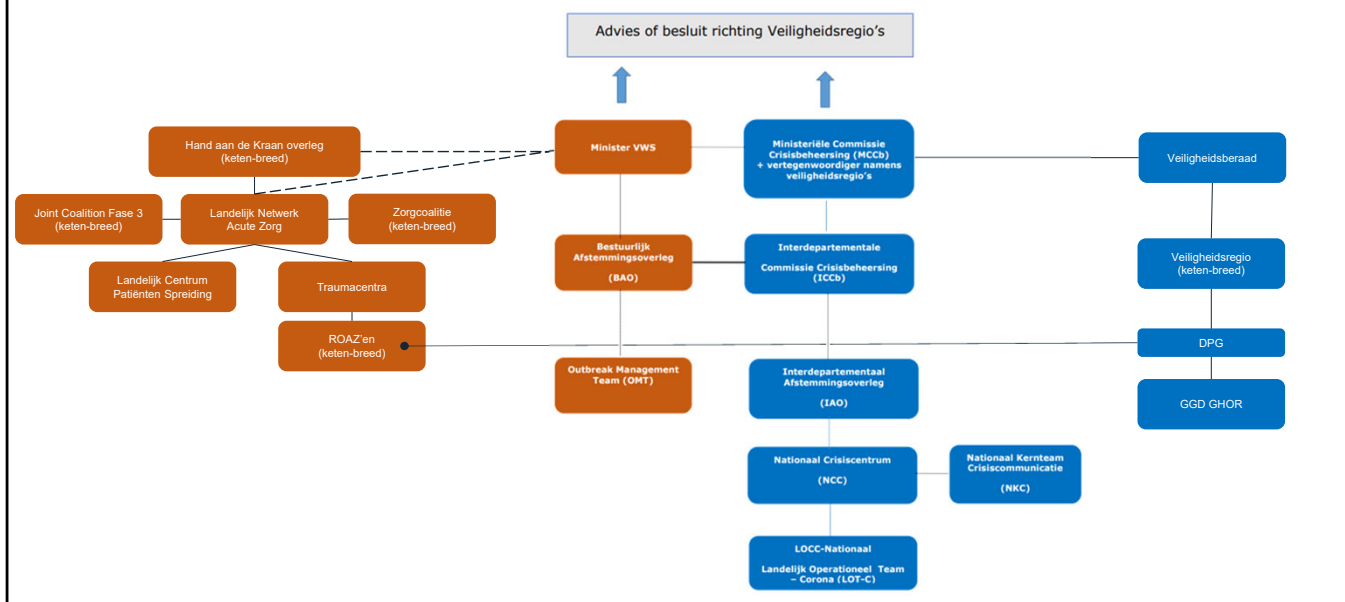 Advies of besluit richting Veiligheidsregio's
Hand aan de Kraan overleg
(keten-breed)
Joint Coalition Fase 3
(keten-breed)
Landelijk Netwerk
Acute Zorg
Zorgcoalitie
(keten-breed)
Landelijk Centrum
Patiënten Spreiding
Traumacentra
ROAZ'en
(keten-breed)
Minister VWS
Bestuurlijk
Afstemmingsoverleg
(BAO)
Outbreak Management
Team (OMT)
Ministeriële Commissie
Crisisbeheersing (MCCb)
+ vertegenwoordiger namens
veiligheidsregio's
Interdepartementale
Commissie Crisisbeheersing
(ICCb)
Interdepartementaal
Afstemmingsoverleg
(IAO)
Nationaal Crisiscentrum
(NCC)
Nationaal Kernteam
Crisiscommunicatie
(NKC)
LOCC-Nationaal
Landelijk Operationeel Team
– Corona (LOT-C)
Veiligheidsberaad
Veiligheidsregio
(keten-breed)
DPG
GGD GHOR